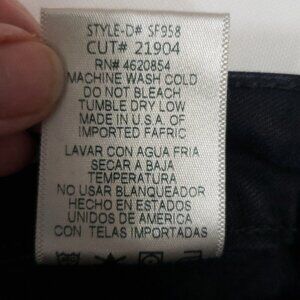 STYLE-D# SF958
CUT# 21904
RN# 4620854
MACHINE WASH COLD
DO NOT BLEACH
TUMBLE DRY LOW
MADE IN U.S.A. OF
IMPORTED FAFRIC
LAVAR CON AGUA FRIA
SECAR A BAJA
TEMPERATURA
NO USAR BLANQUEADOR
HECHO EN ESTADOS
UNIDOS DE AMERICA
CON TELAS IMPORTADAS